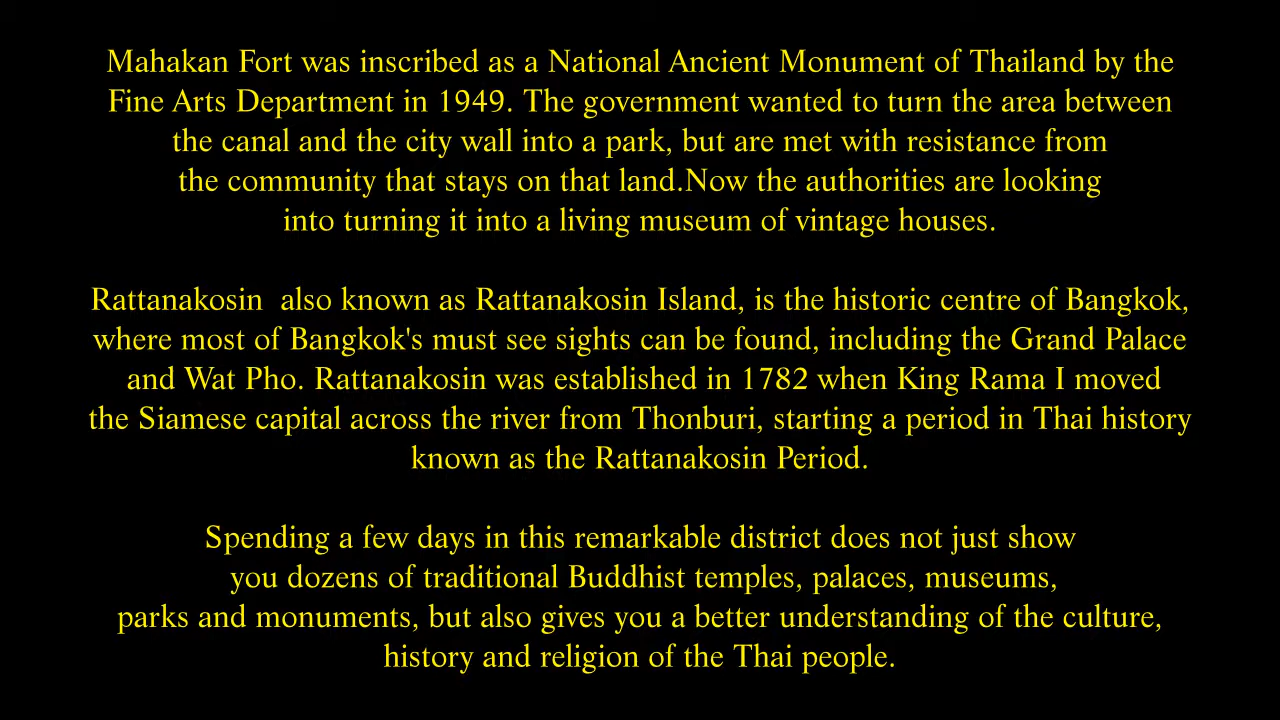 Mahakan Fort was inscribed as a National Ancient Monument of Thailand by the
Fine Arts Department in 1949. The government wanted to turn the area between
the canal and the city wall into a park, but are met with resistance from
the community that stays on that land.Now the authorities are looking
into turning it into a living museum of vintage houses.
Rattanakosin  also known as Rattanakosin Island, is the historic centre of Bangkok,
where most of Bangkok's must see sights can be found, including the Grand Palace
and Wat Pho. Rattanakosin was established in 1782 when King Rama I moved
the Siamese capital across the river from Thonburi, starting a period in Thai history
known as the Rattanakosin Period.
Spending a few days in this remarkable district does not just show
you dozens of traditional Buddhist temples, palaces, museums,
parks and monuments, but also gives you a better understanding of the culture,
history and religion of the Thai people.